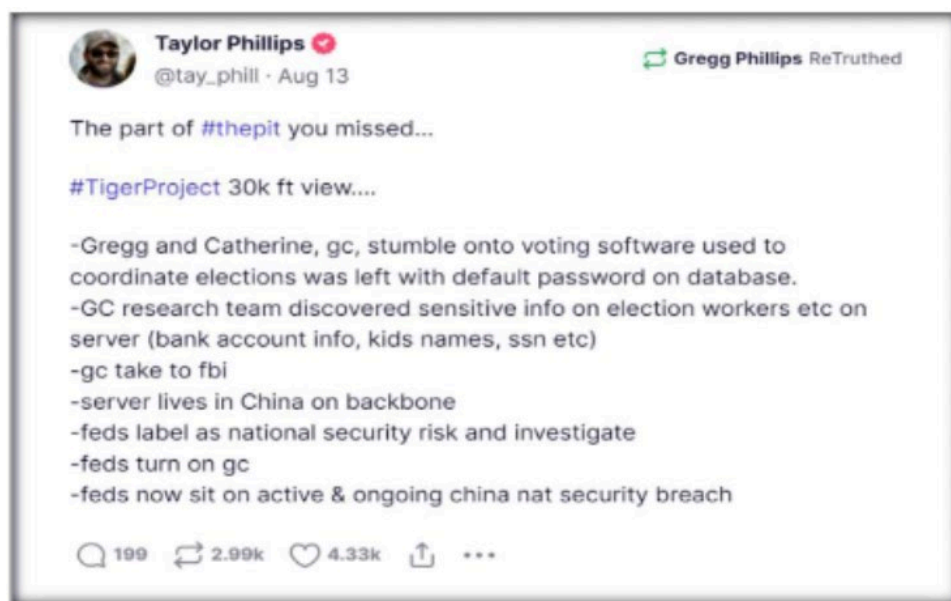 Taylor Phillips
Gregg Phillips ReTruthed
@tay_phill · Aug 13
The part of #thepit you missed...
#TigerProject 30k ft view....
-Gregg and Catherine, gc, stumble onto voting software used to
coordinate elections was left with default password on database.
-GC research team discovered sensitive info on election workers etc on
server (bank account info, kids names, ssn etc)
-gc take to fbi
-server lives in China on backbone
-feds label as national security risk and investigate
-feds turn on gc
-feds now sit on active & ongoing china nat security breach
199 2.99k 4.33k